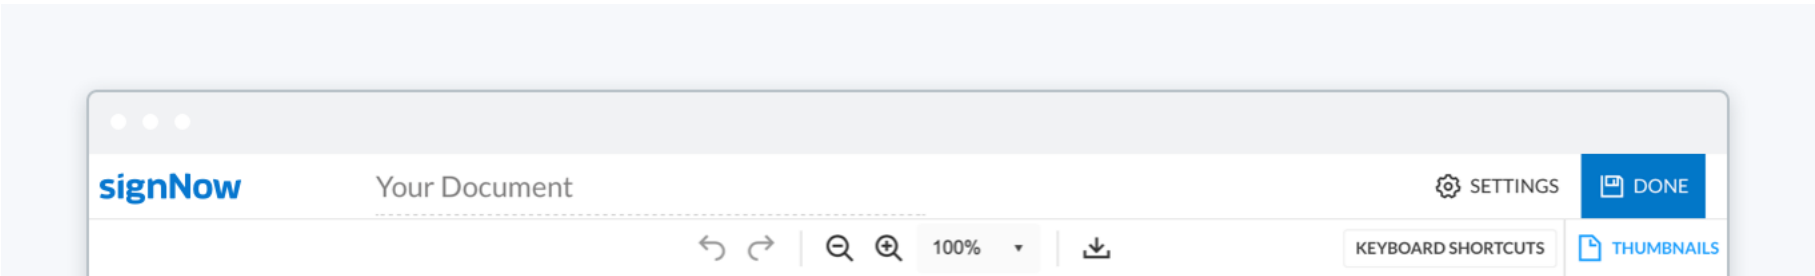 signNow Your Document SETTINGS DONE
100% KEYBOARD SHORTCUTS THUMBNAILS